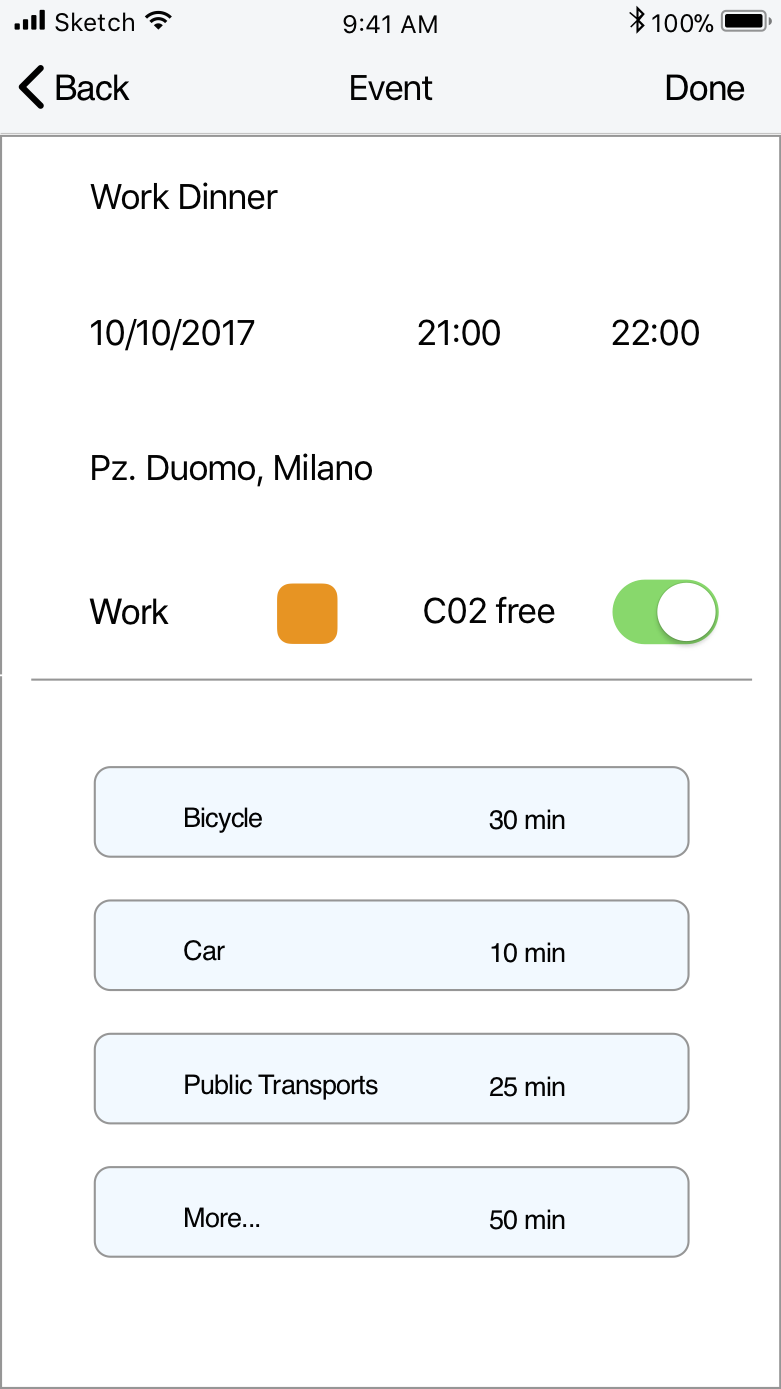 Sketch 9:41 AM 100%
Back Event Done
Work Dinner
10/10/2017 21:00 22:00
Pz. Duomo, Milano
Work C02 free
Bicycle 30 min
Car 10 min
Public Transports 25 min
More... 50 min